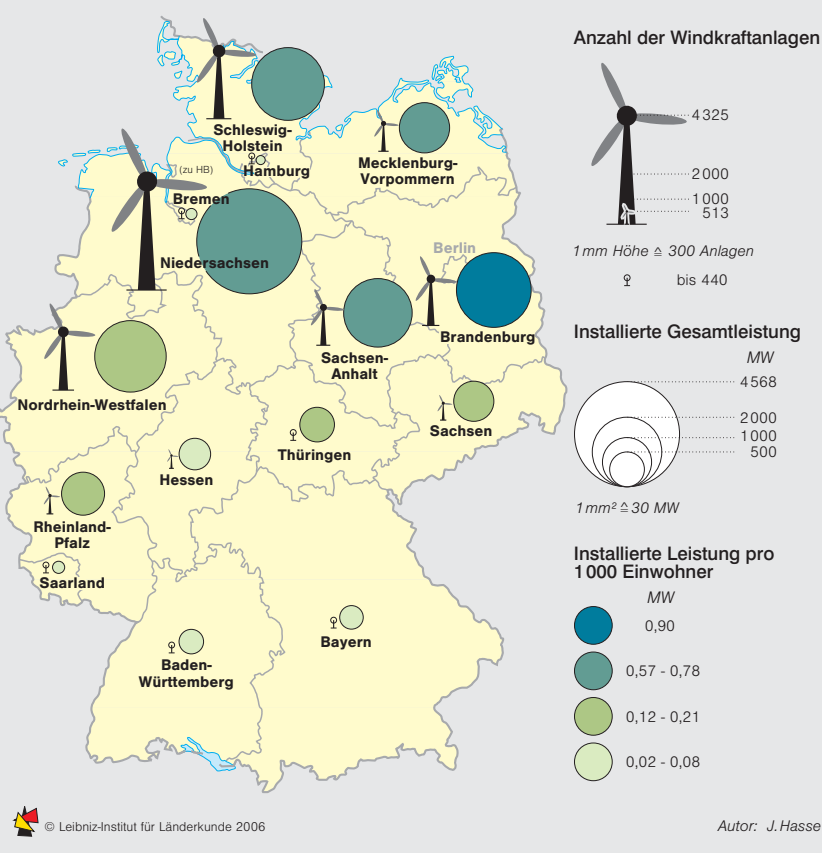 Schleswig-
Holstein
Hamburg
Mecklenburg-
Vorpommern
(zu HB)
Bremen
Niedersachsen
Berlin
Brandenburg
Sachsen-
Anhalt
Nordrhein-Westfalen
Sachsen
Thüringen
Hessen
Rheinland-
Pfalz
Saarland
Bayern
Baden-
Württemberg
Anzahl der Windkraftanlagen
4325
2000
1000
513
1mm Höhe ≙ 300 Anlagen
bis 440
Installierte Gesamtleistung
MW
4568
2000
1000
500
1mm² ≙ 30 MW
Installierte Leistung pro
1000 Einwohner
MW
0,90
0,57 - 0,78
0,12 - 0,21
0,02 - 0,08
© Leibniz-Institut für Länderkunde 2006
Autor: J. Hasse